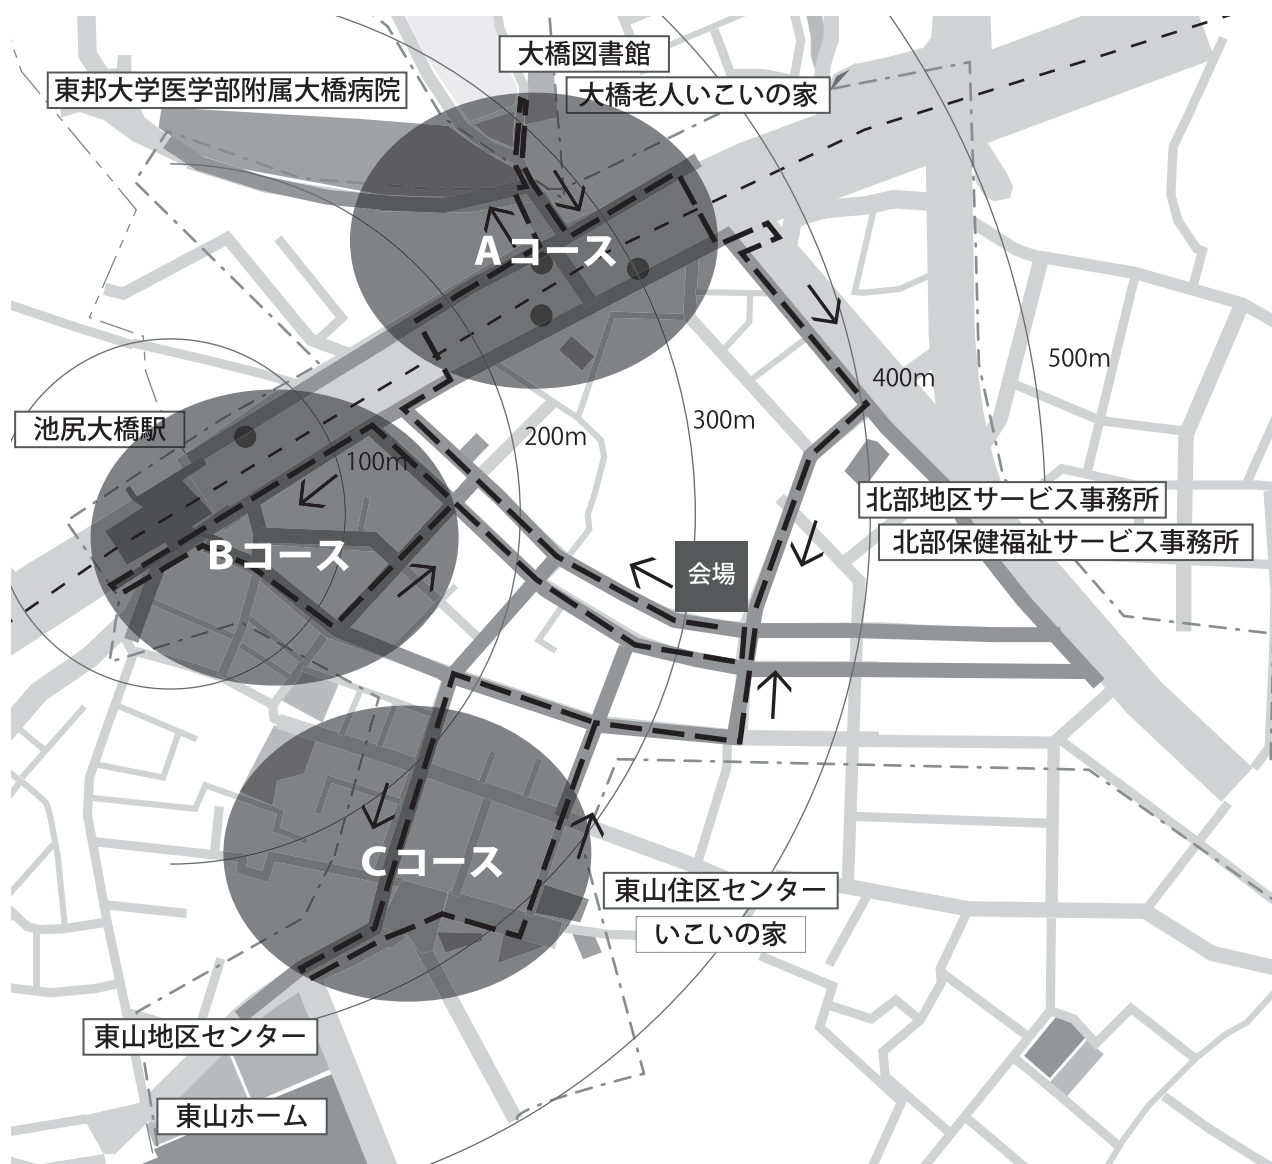 大橋図書館
東邦大学医学部附属大橋病院
大橋老人いこいの家
Aコース
500m
400m
300m
池尻大橋駅
200m
100m
北部地区サービス事務所
北部保健福祉サービス事務所
Bコース
会場
Cコース
東山住区センター
いこいの家
東山地区センター
東山ホーム